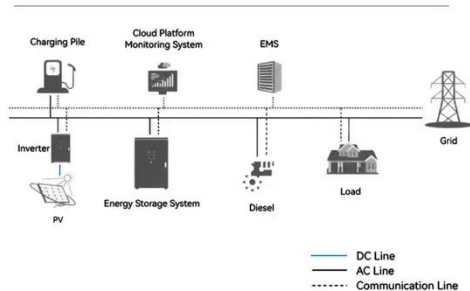 Charging Pile
Cloud Platform
Monitoring System
EMS
Grid
Inverter
PV
Energy Storage System
Diesel
Load
DC Line
AC Line
Communication Line